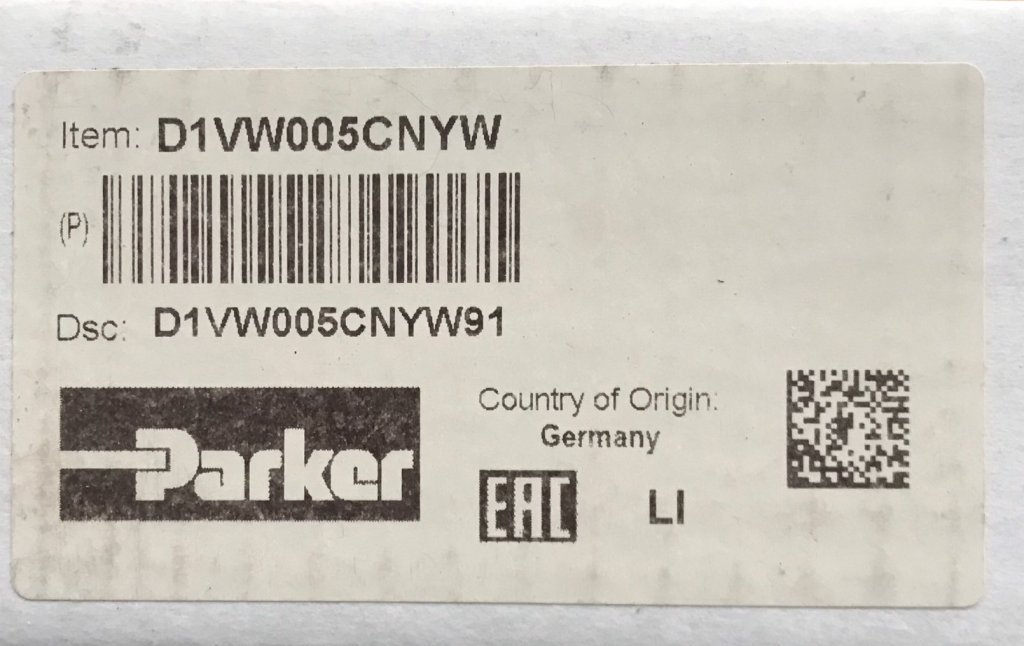 Item: D1VW005CNYW
(P)
Dsc: D1VW005CNYW91
Parker
Country of Origin:
Germany
EAC
LI